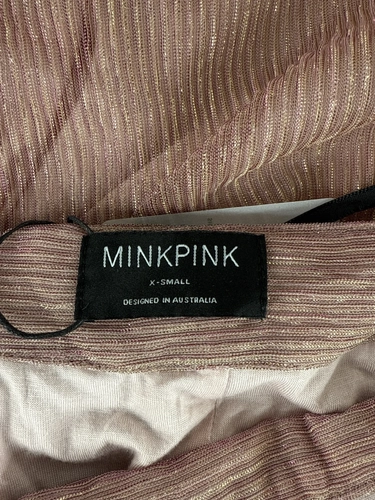 MINKPINK
X-SMALL
DESIGNED IN AUSTRALIA